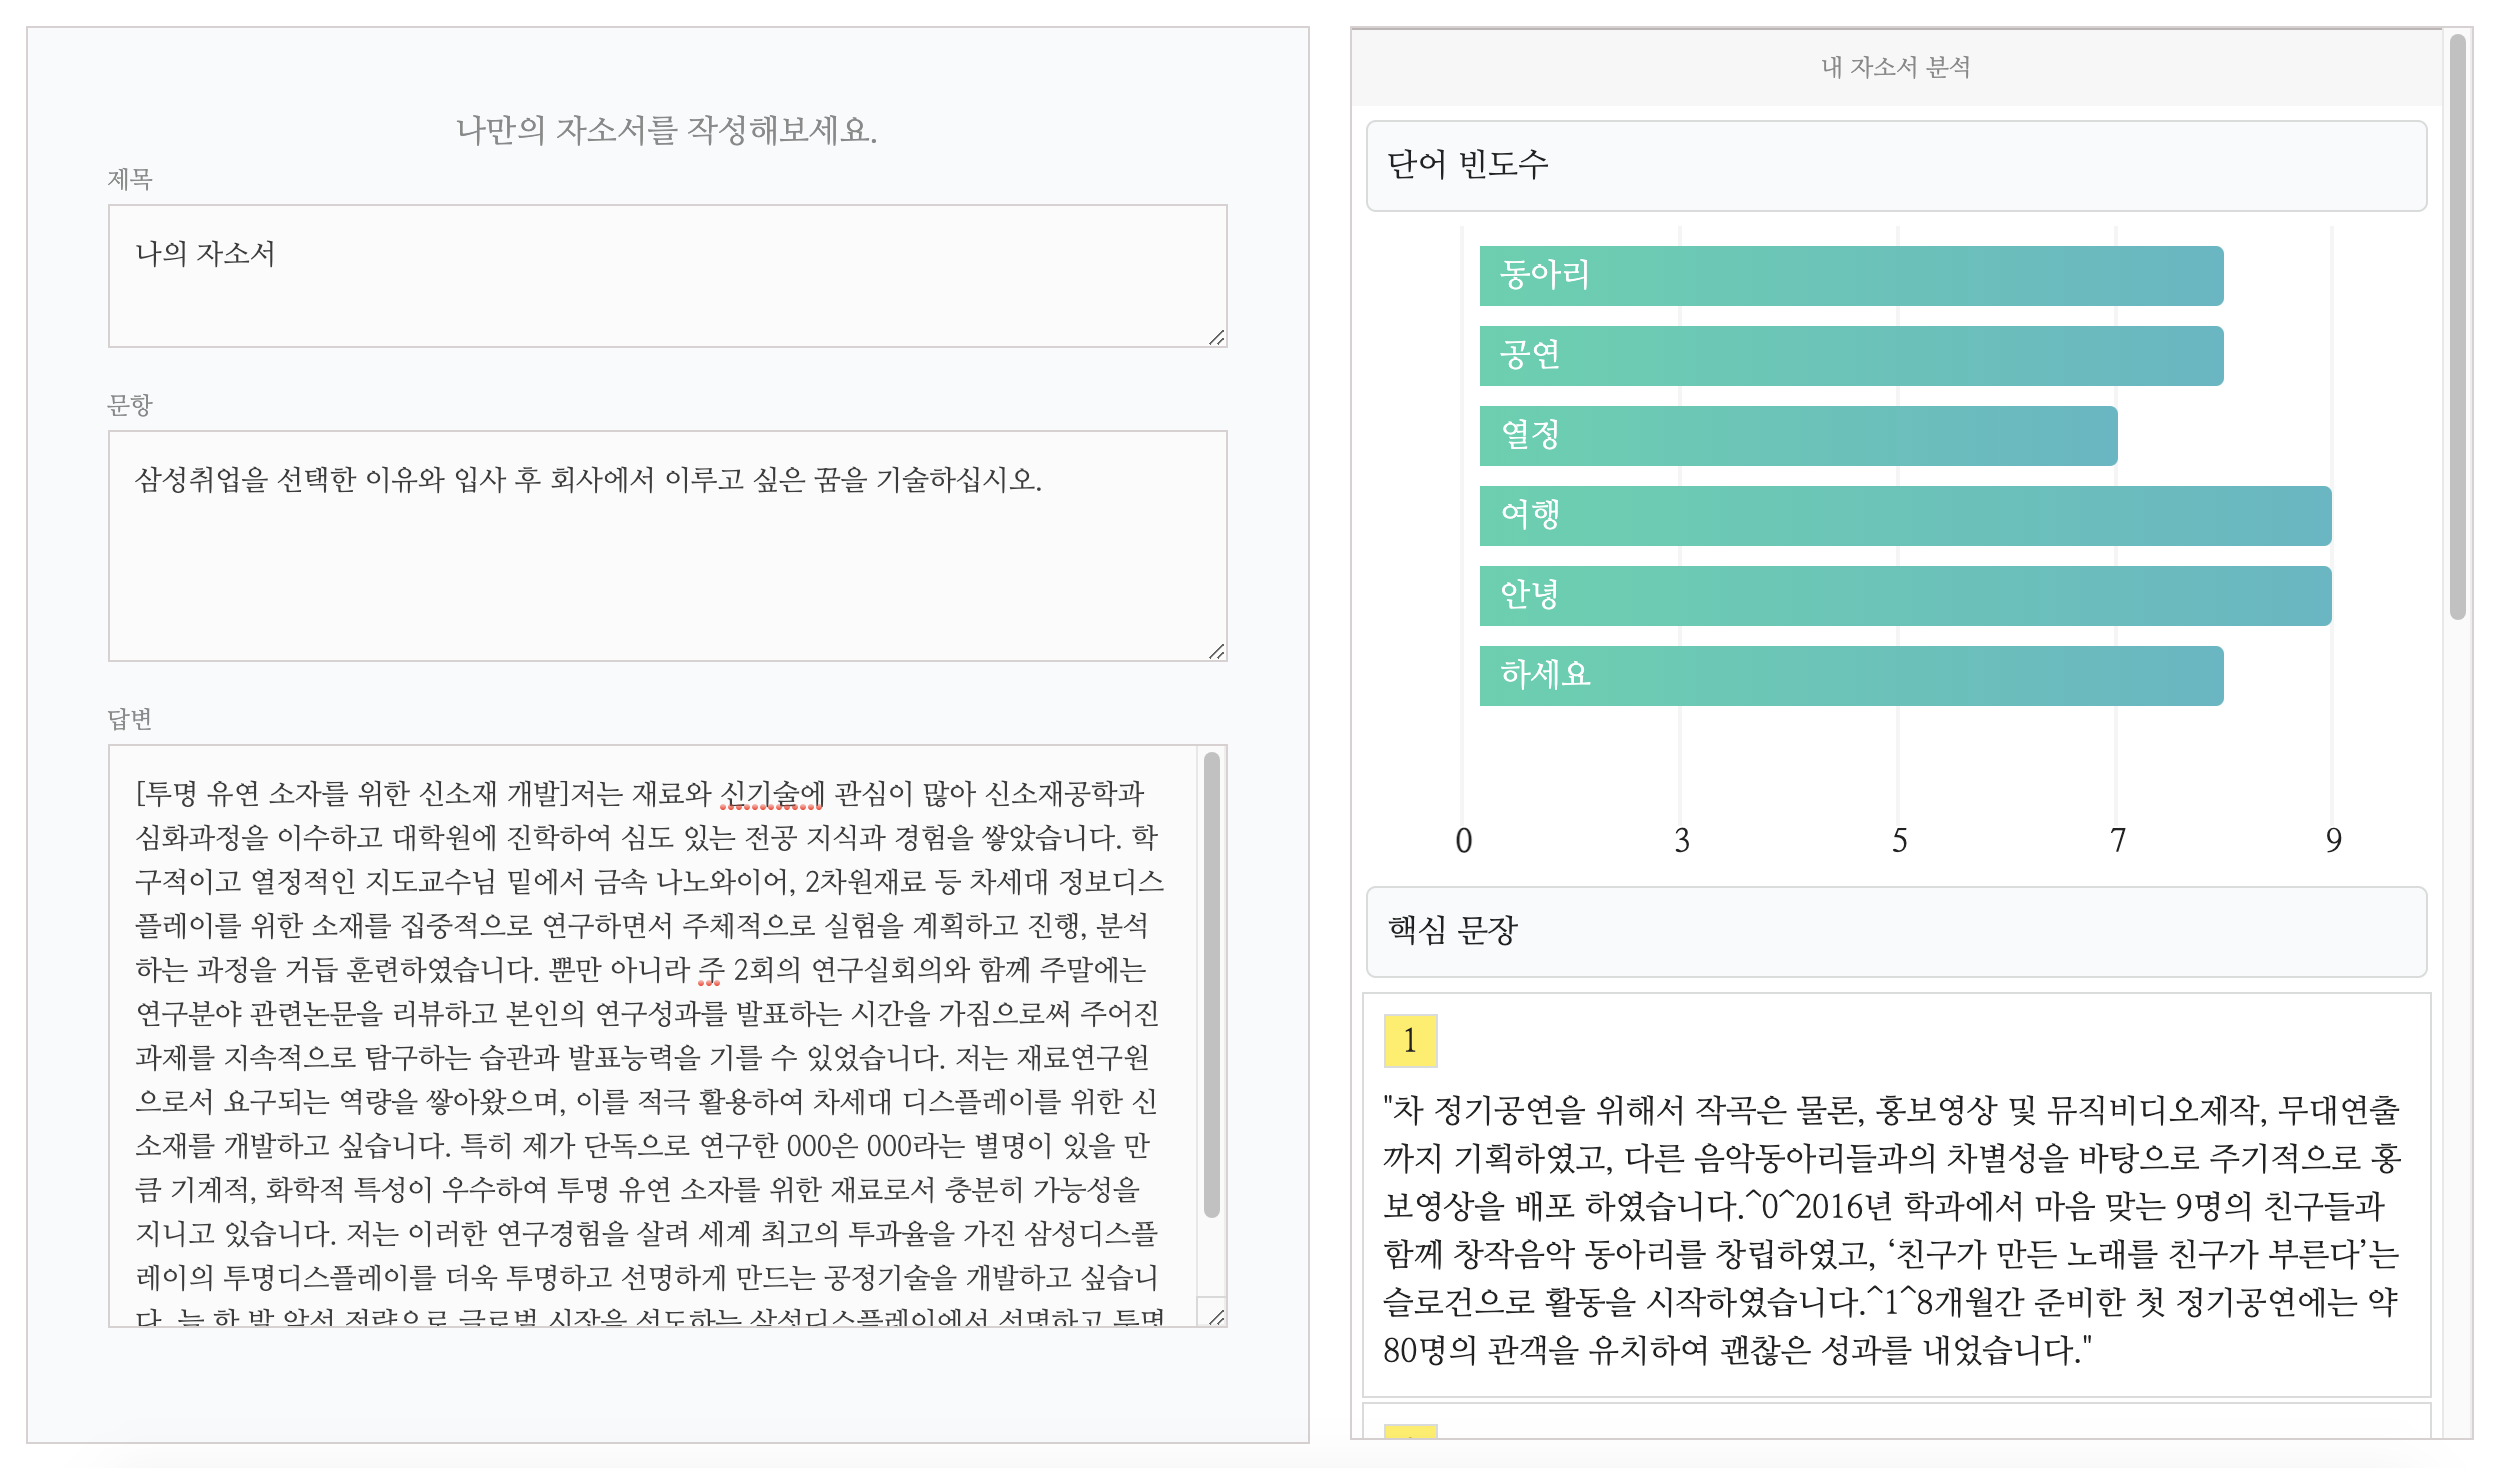 나만의 자소서를 작성해보세요.
제목
나의 자소서
문항
삼성취업을 선택한 이유와 입사 후 회사에서 이루고 싶은 꿈을 기술하십시오.
답변
[투명 유연 소자를 위한 신소재 개발]저는 재료와 신기술에 관심이 많아 신소재공학과
심화과정을 이수하고 대학원에 진학하여 심도 있는 전공 지식과 경험을 쌓았습니다. 학
구적이고 열정적인 지도교수님 밑에서 금속 나노와이어, 2차원재료 등 차세대 정보디스
플레이를 위한 소재를 집중적으로 연구하면서 주체적으로 실험을 계획하고 진행, 분석
하는 과정을 거듭 훈련하였습니다. 뿐만 아니라 주 2회의 연구실회의와 함께 주말에는
연구분야 관련논문을 리뷰하고 본인의 연구성과를 발표하는 시간을 가짐으로써 주어진
과제를 지속적으로 탐구하는 습관과 발표능력을 기를 수 있었습니다. 저는 재료연구원
으로서 요구되는 역량을 쌓아왔으며, 이를 적극 활용하여 차세대 디스플레이를 위한 신
소재를 개발하고 싶습니다. 특히 제가 단독으로 연구한 000은 000라는 별명이 있을 만
큼 기계적, 화학적 특성이 우수하여 투명 유연 소자를 위한 재료로서 충분히 가능성을
지니고 있습니다. 저는 이러한 연구경험을 살려 세계 최고의 투과율을 가진 삼성디스플
레이의 투명디스플레이를 더욱 투명하고 선명하게 만드는 공정기술을 개발하고 싶습니
다. 늘 한 발 앞선 전략으로 글로벌 시장을 선도하는 삼성디스플레이에서 선명하고 투명
내 자소서 분석
단어 빈도수
동아리
공연
열정
여행
안녕
하세요
0 3 5 7 9
핵심 문장
1
"차 정기공연을 위해서 작곡은 물론, 홍보영상 및 뮤직비디오제작, 무대연출
까지 기획하였고, 다른 음악동아리들과의 차별성을 바탕으로 주기적으로 홍
보영상을 배포 하였습니다.^0^2016년 학과에서 마음 맞는 9명의 친구들과
함께 창작음악 동아리를 창립하였고, ‘친구가 만든 노래를 친구가 부른다’는
슬로건으로 활동을 시작하였습니다.^1^8개월간 준비한 첫 정기공연에는 약
80명의 관객을 유치하여 괜찮은 성과를 내었습니다."